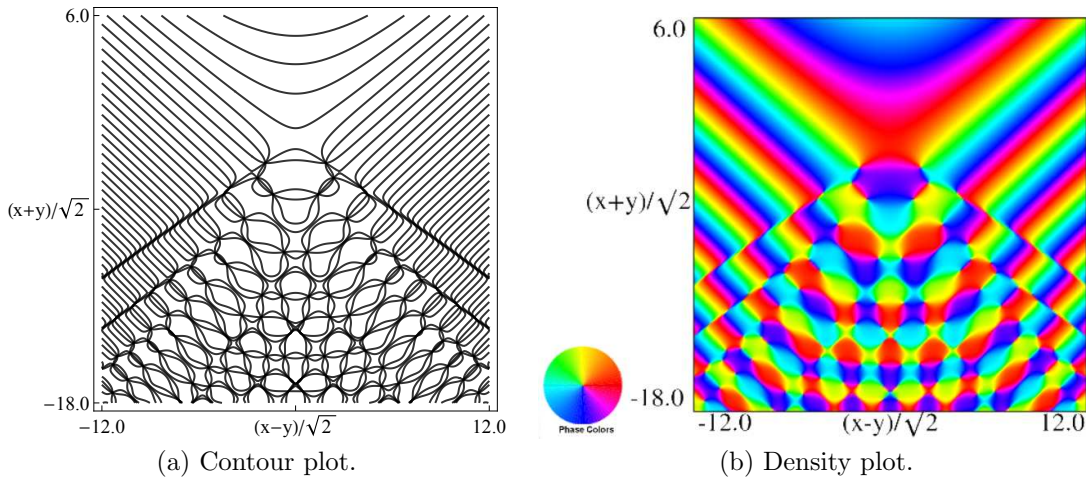 6.0
(x+y)/√2
−18.0
−12.0
(x−y)/√2
12.0
(a) Contour plot.
6.0
(x+y)/√2
-18.0
-12.0
(x-y)/√2
12.0
Phase Colors
(b) Density plot.